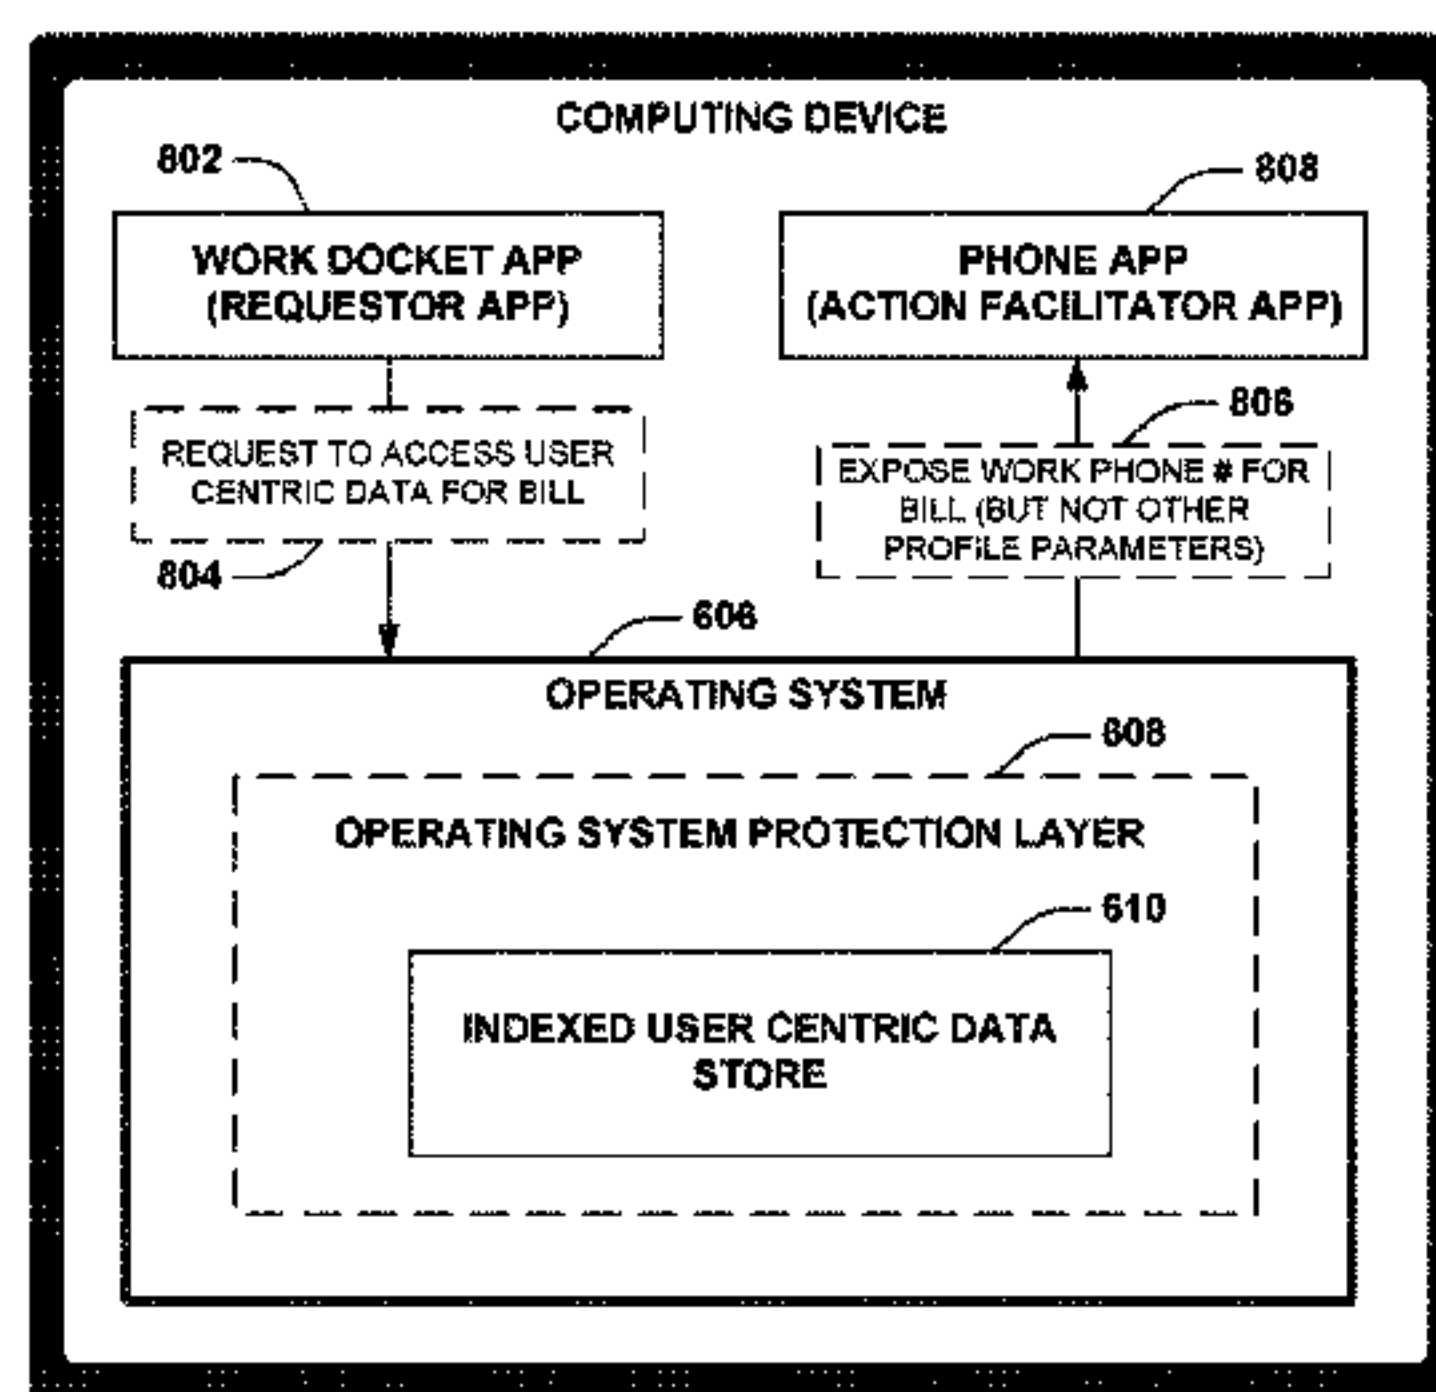 COMPUTING DEVICE
802
808
WORK DOCKET APP
(REQUESTOR APP)
PHONE APP
(ACTION FACILITATOR APP)
REQUEST TO ACCESS USER
CENTRIC DATA FOR BILL
804
806
EXPOSE WORK PHONE # FOR
BILL (BUT NOT OTHER
PROFILE PARAMETERS)
606
OPERATING SYSTEM
608
OPERATING SYSTEM PROTECTION LAYER
610
INDEXED USER CENTRIC DATA
STORE